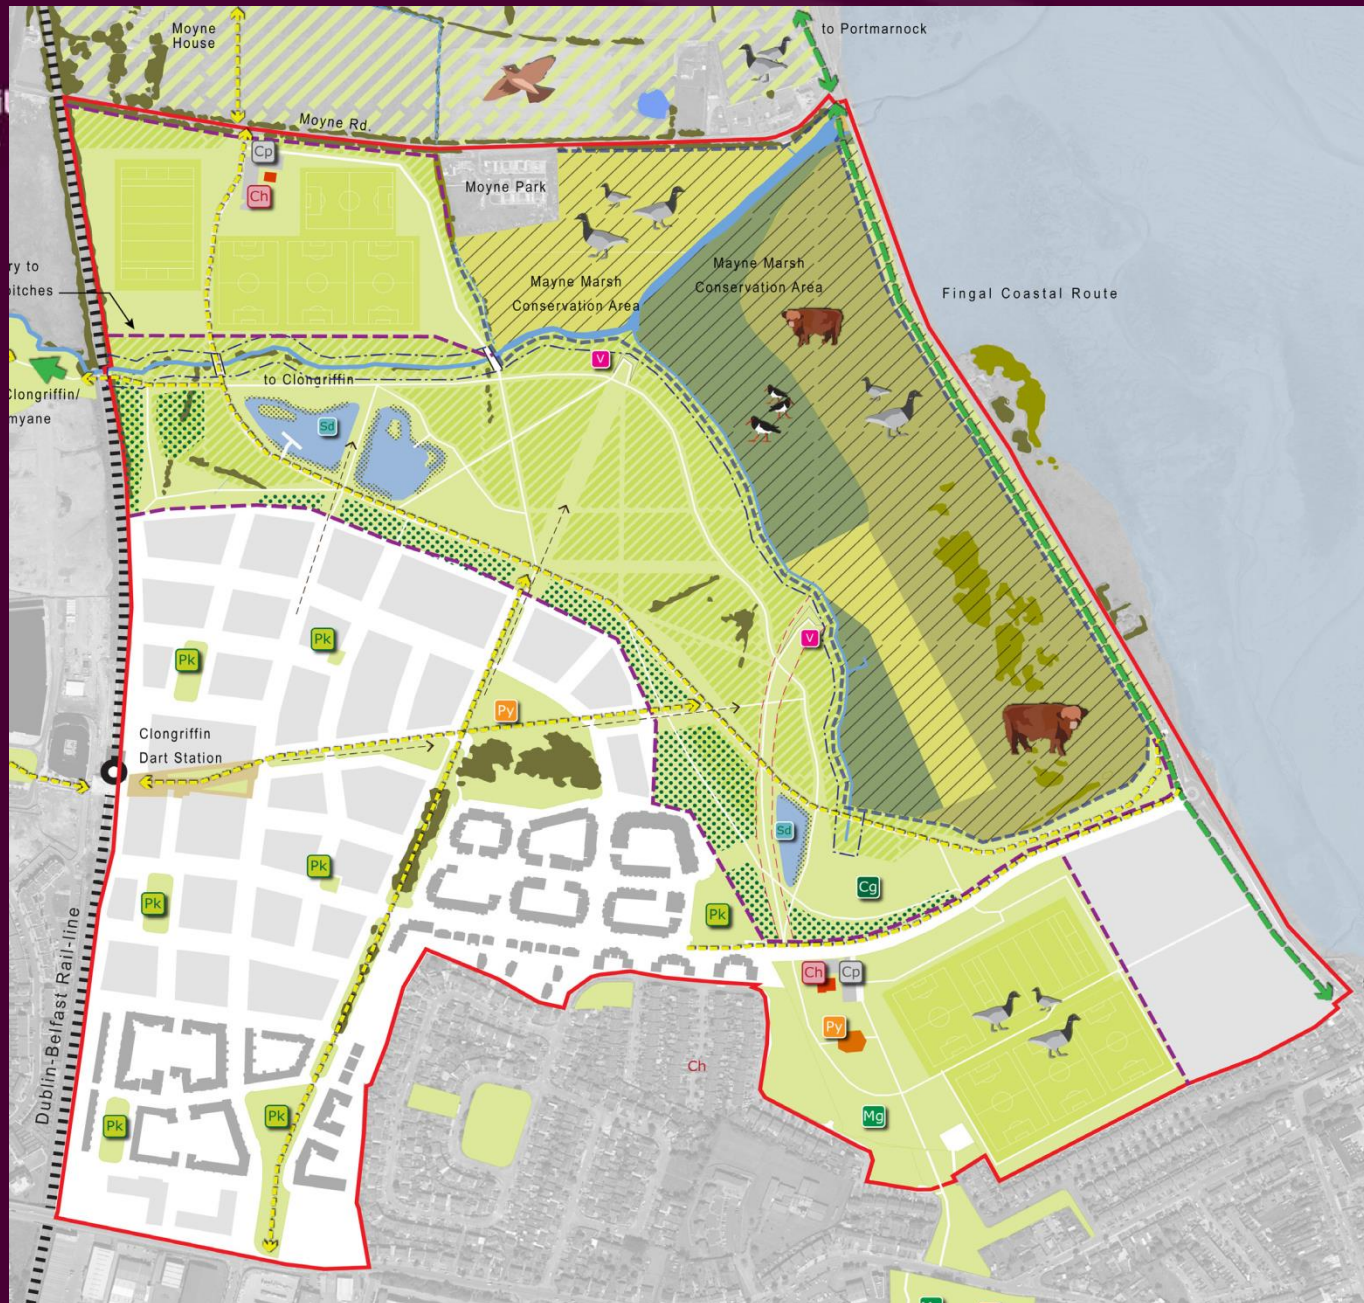 Moyne
House
to Portmarnock
Moyne Rd.
Cp
Ch
Moyne Park
Mayne Marsh
Conservation Area
Mayne Marsh
Conservation Area
Fingal Coastal Route
ry to
pitches
V
to Clongriffin
Clongriffin/
myane
Sd
Pk
Pk
V
Py
Clongriffin
Dart Station
Sd
Pk
Pk
Cg
Pk
Dublin-Belfast Rail-line
Ch
Cp
Py
Ch
Pk
Pk
Mg